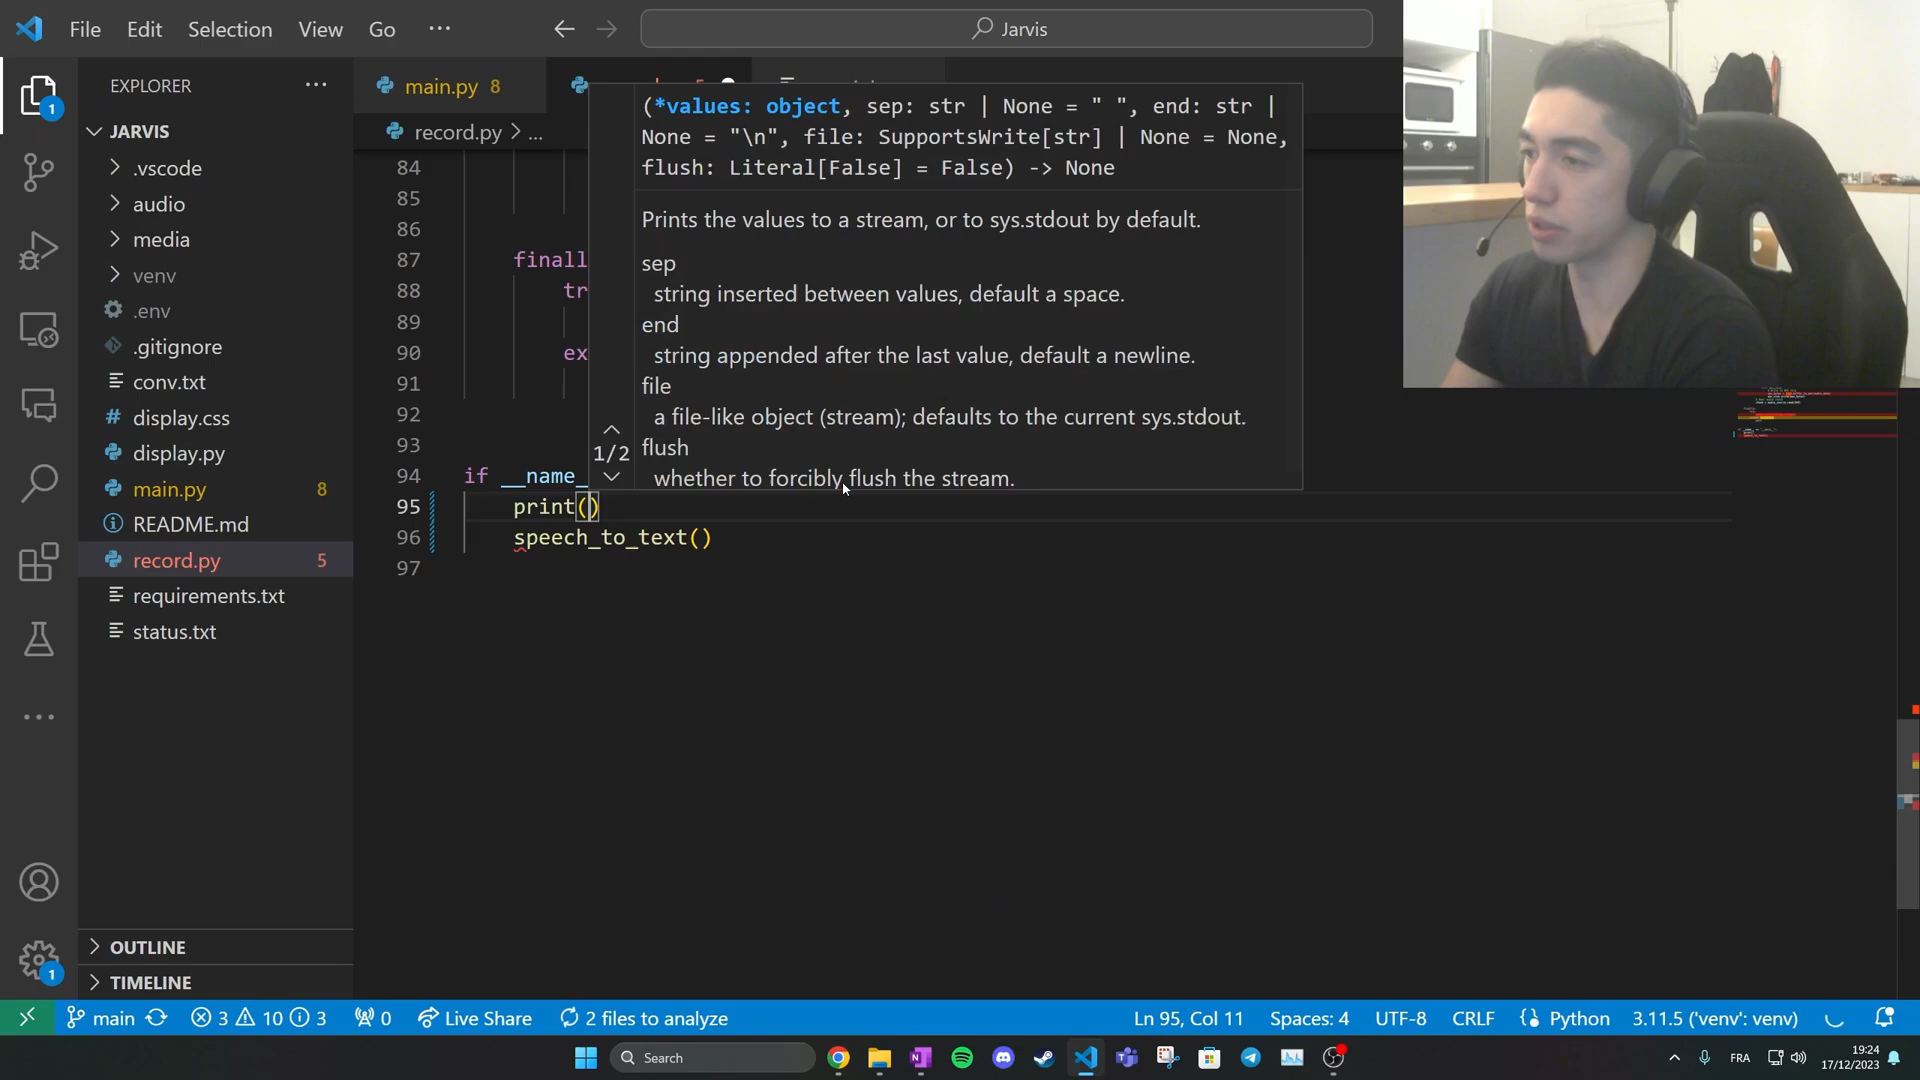 File Edit Selection View Go ··· Jarvis
EXPLORER ···
main.py 8
JARVIS
.vscode
audio
media
venv
.env
.gitignore
conv.txt
display.css
display.py
main.py 8
README.md
record.py 5
requirements.txt
status.txt
OUTLINE
TIMELINE
record.py > ...
(*values: object, sep: str | None = " ", end: str |
None = "\n", file: SupportsWrite[str] | None = None,
flush: Literal[False] = False) -> None
Prints the values to a stream, or to sys.stdout by default.
sep
string inserted between values, default a space.
end
string appended after the last value, default a newline.
file
a file-like object (stream); defaults to the current sys.stdout.
flush
whether to forcibly flush the stream.
1/2
84
85
86
87 finall
88 tr
89
90 ex
91
92
93
94 if __name_
95 print()
96 speech_to_text()
97
1
1
main 3 10 3 0 Live Share 2 files to analyze Ln 95, Col 11 Spaces: 4 UTF-8 CRLF Python 3.11.5 ('venv': venv)
Search FRA 19:24
17/12/2023